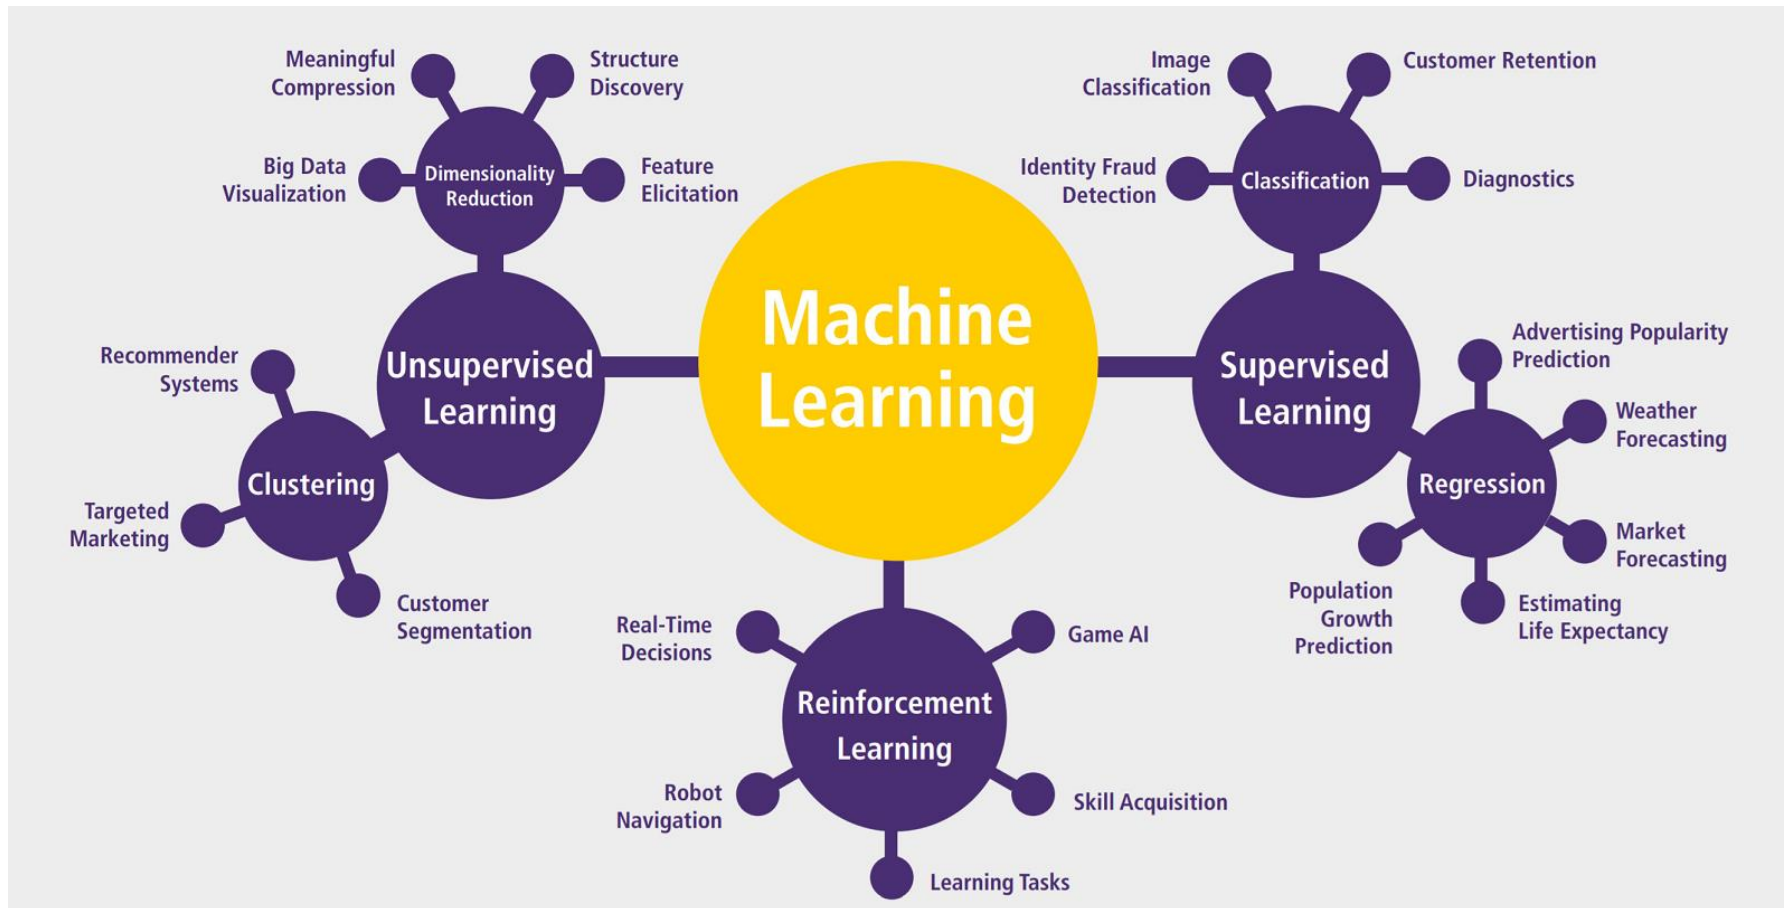 Meaningful
Compression
Structure
Discovery
Big Data
Visualization
Dimensionality
Reduction
Feature
Elicitation
Unsupervised
Learning
Recommender
Systems
Clustering
Targeted
Marketing
Customer
Segmentation
Machine
Learning
Image
Classification
Customer Retention
Identity Fraud
Detection
Classification
Diagnostics
Supervised
Learning
Advertising Popularity
Prediction
Weather
Forecasting
Regression
Market
Forecasting
Population
Growth
Prediction
Estimating
Life Expectancy
Real-Time
Decisions
Game AI
Reinforcement
Learning
Robot
Navigation
Skill Acquisition
Learning Tasks